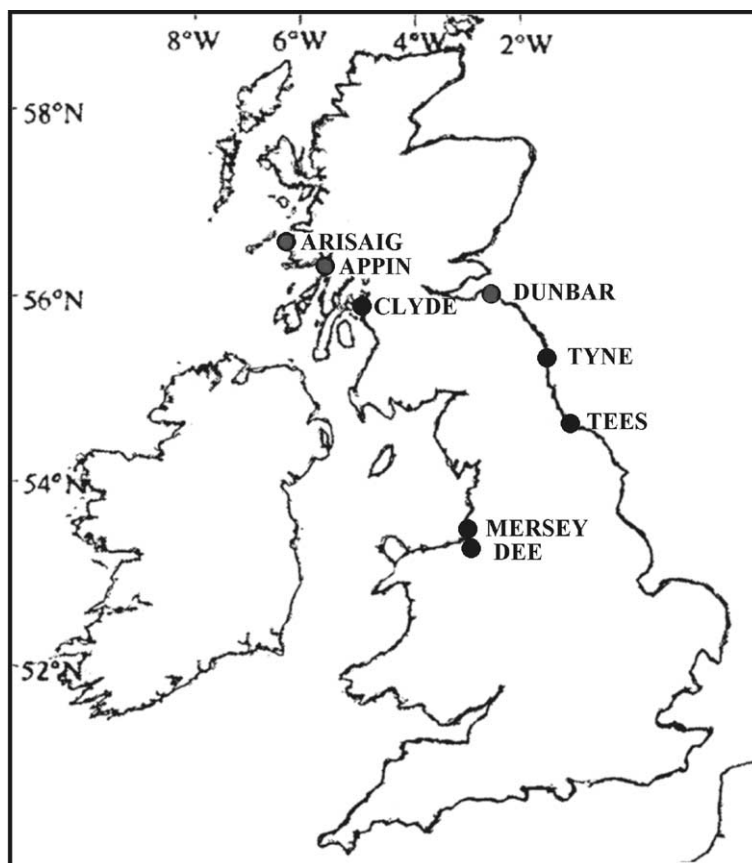 8°W 6°W 4°W 2°W
58°N
ARISAIG
APPIN
56°N
DUNBAR
CLYDE
TYNE
TEES
54°N
MERSEY
DEE
52°N